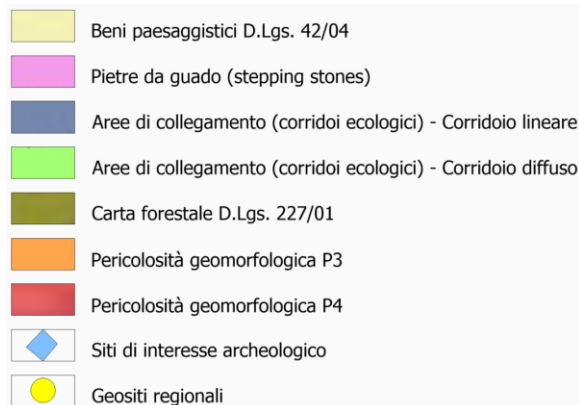 Beni paesaggistici D.Lgs. 42/04
Pietre da guado (stepping stones)
Aree di collegamento (corridoi ecologici) - Corridoio lineare
Aree di collegamento (corridoi ecologici) - Corridoio diffuso
Carta forestale D.Lgs. 227/01
Pericolosità geomorfologica P3
Pericolosità geomorfologica P4
Siti di interesse archeologico
Geositi regionali